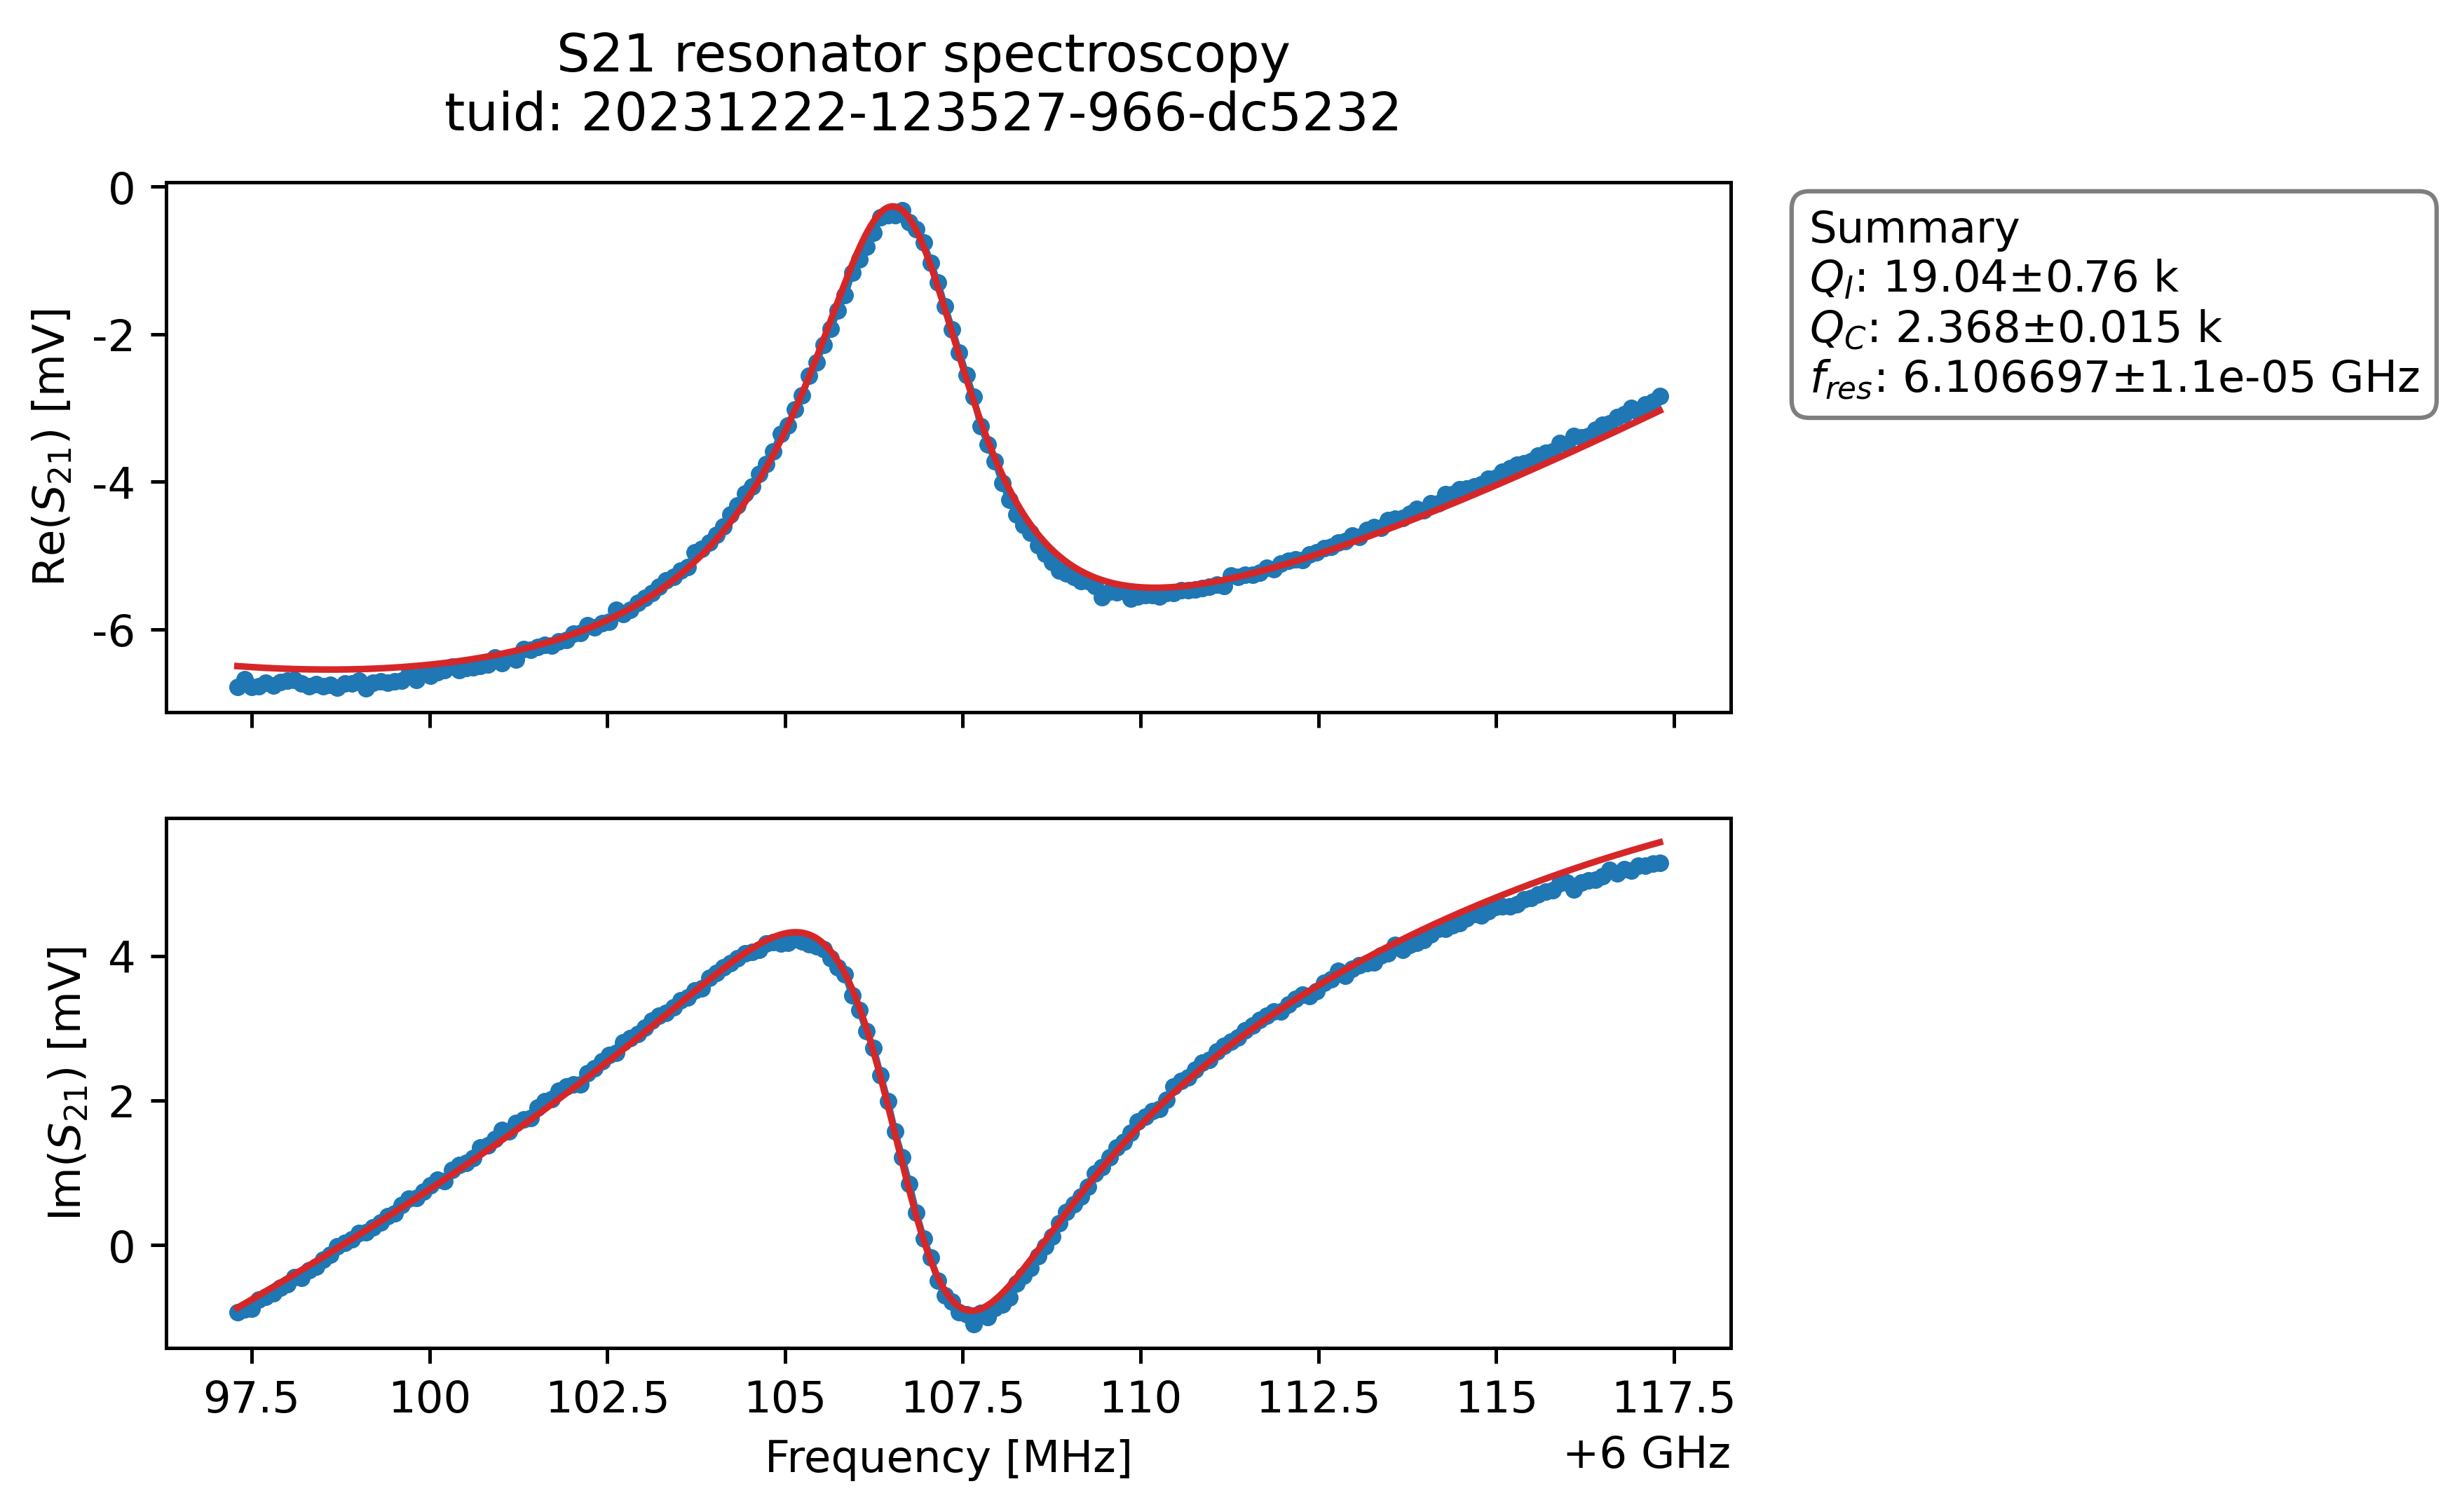 S21 resonator spectroscopy
tuid: 20231222-123527-966-dc5232
0
-2
-4
-6
Re(S21) [mV]
Summary
QI: 19.04±0.76 k
QC: 2.368±0.015 k
fres: 6.106697±1.1e-05 GHz
4
2
0
Im(S21) [mV]
97.5 100 102.5 105 107.5 110 112.5 115 117.5
Frequency [MHz]
+6 GHz